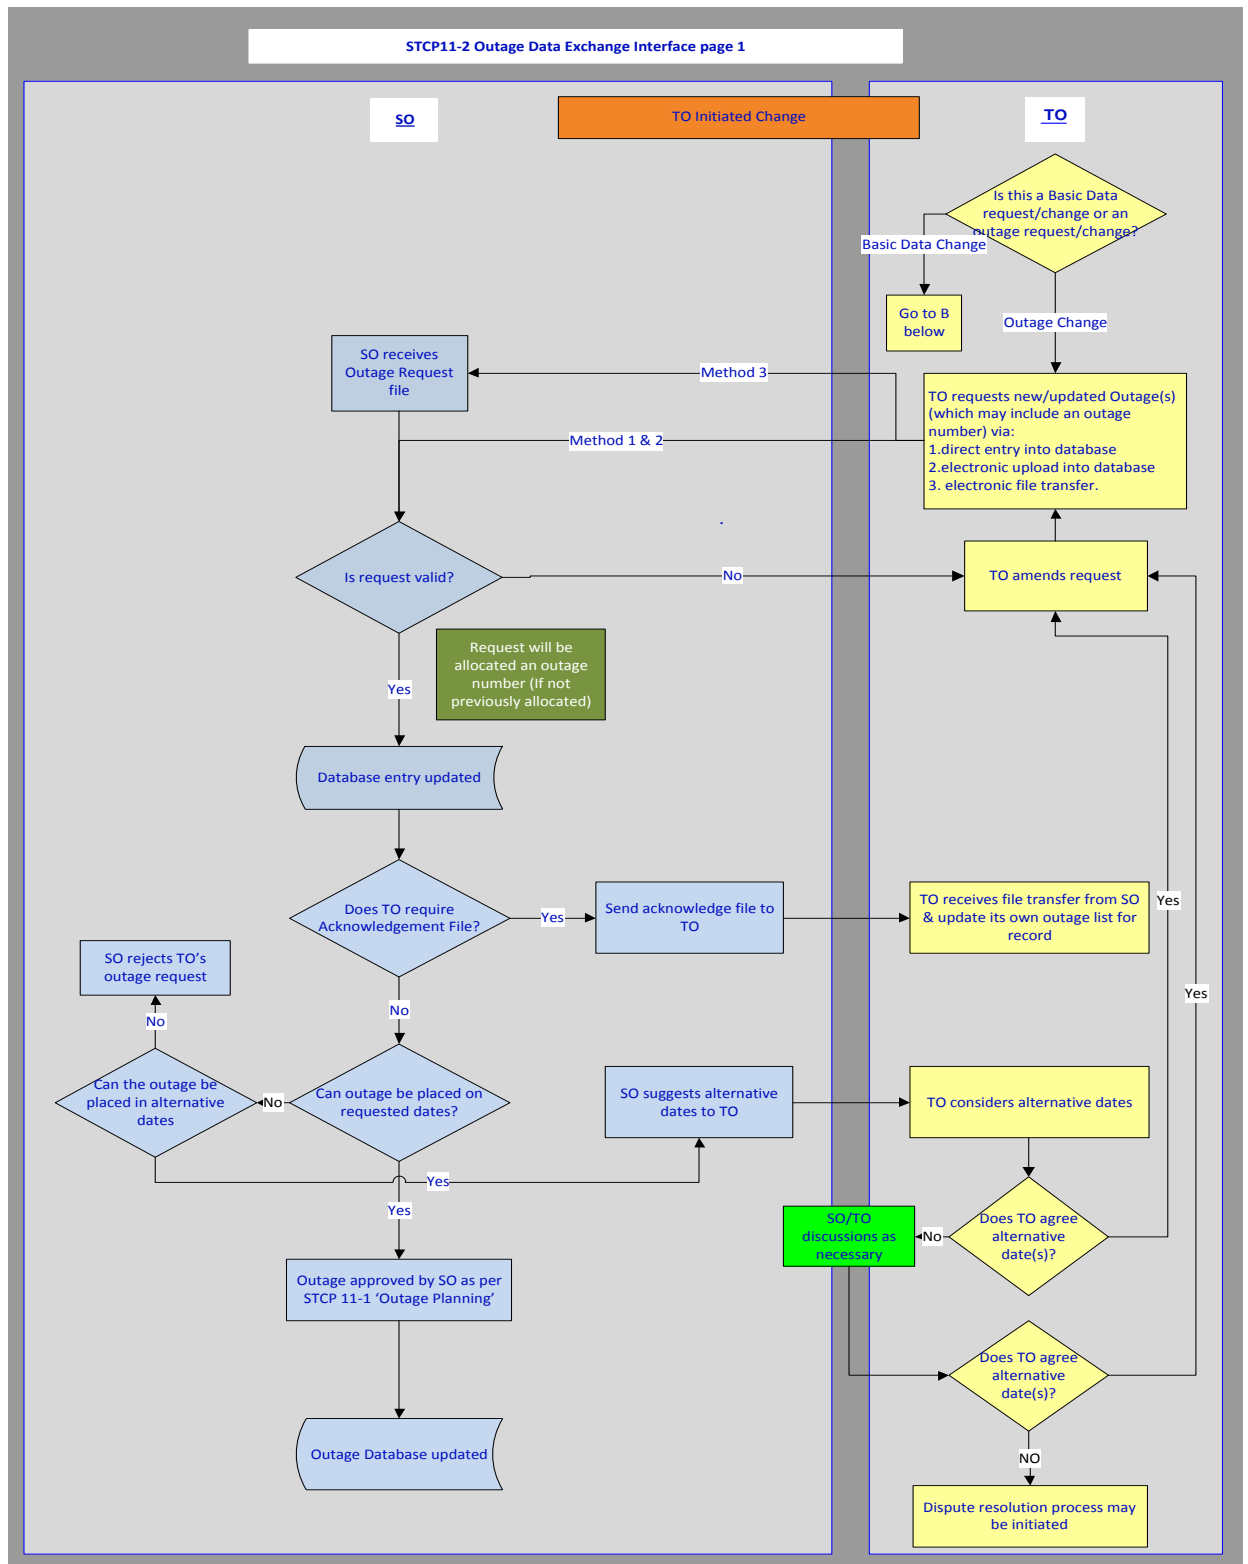 STCP11-2 Outage Data Exchange Interface page 1
SO
TO Initiated Change
TO
Is this a Basic Data
request/change or an
outage request/change?
Basic Data Change
Go to B
below
Outage Change
SO receives
Outage Request
file
Method 3
TO requests new/updated Outage(s)
(which may include an outage
number) via:
1.direct entry into database
2.electronic upload into database
3. electronic file transfer.
Method 1 & 2
Is request valid?
No
TO amends request
Request will be
allocated an outage
number (If not
previously allocated)
Yes
Database entry updated
Does TO require
Acknowledgement File?
Yes
Send acknowledge file to
TO
TO receives file transfer from SO
& update its own outage list for
record
Yes
SO rejects TO’s
outage request
Yes
No
No
Can the outage be
placed in alternative
dates
No
Can outage be placed on
requested dates?
SO suggests alternative
dates to TO
TO considers alternative dates
Yes
Yes
SO/TO
discussions as
necessary
No
Does TO agree
alternative
date(s)?
Outage approved by SO as per
STCP 11-1 ‘Outage Planning’
Does TO agree
alternative
date(s)?
Outage Database updated
NO
Dispute resolution process may
be initiated